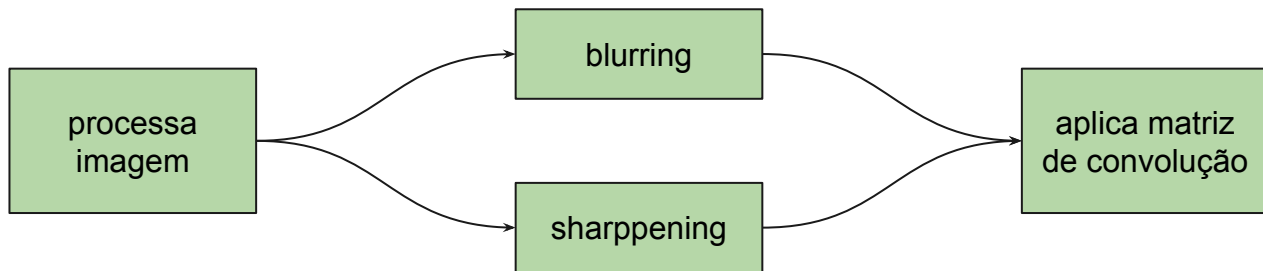 processa
imagem
blurring
sharppening
aplica matriz
de convolução